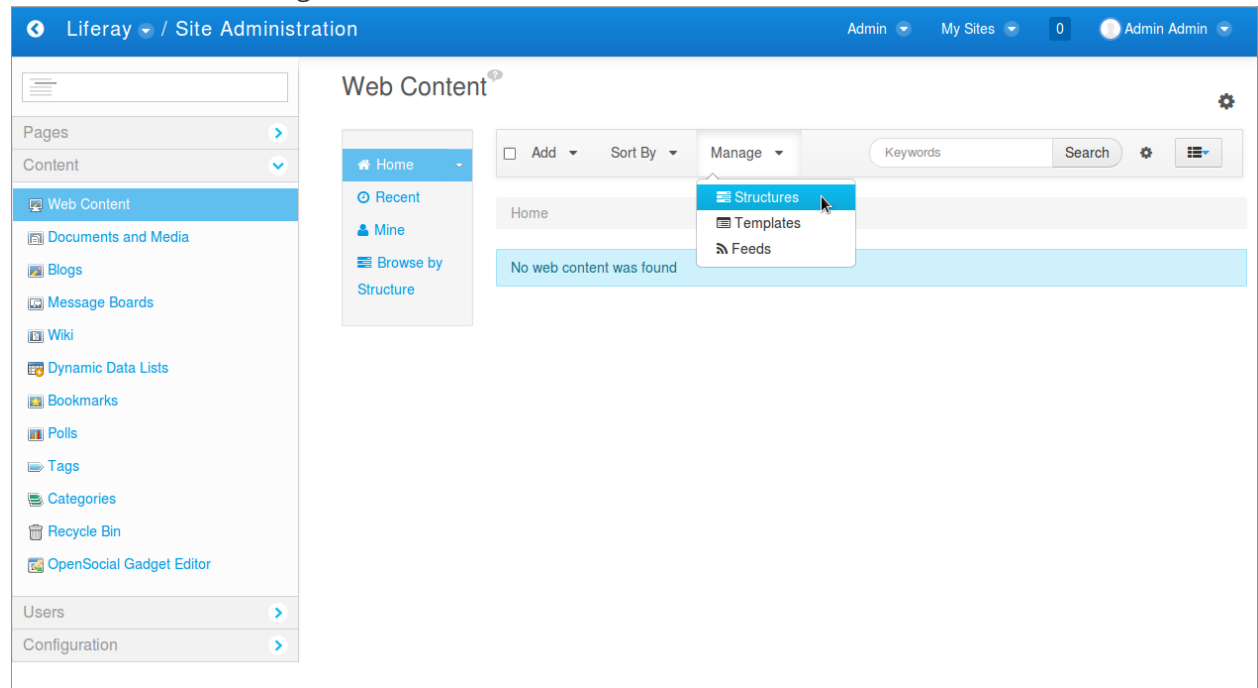 Liferay / Site Administration
Admin
My Sites
0
Admin Admin
Web Content
Pages
Content
Web Content
Documents and Media
Blogs
Message Boards
Wiki
Dynamic Data Lists
Bookmarks
Polls
Tags
Categories
Recycle Bin
OpenSocial Gadget Editor
Users
Configuration
Home
Recent
Mine
Browse by
Structure
Add
Sort By
Manage
Keywords
Search
Structures
Templates
Feeds
Home
No web content was found